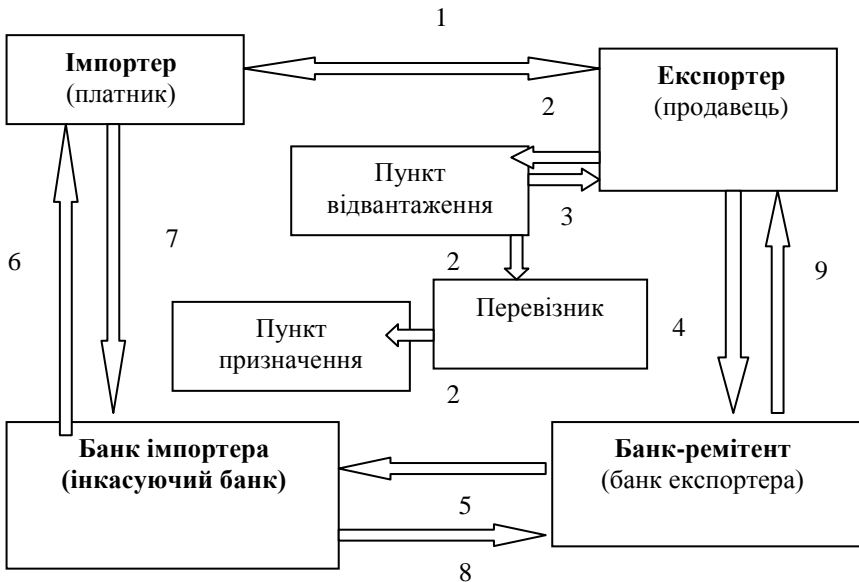 1
Імпортер
(платник)
Експортер
(продавець)
2
Пункт
відвантаження
3
6
7
2
Перевізник
4
9
Пункт
призначення
2
Банк імпортера
(інкасуючий банк)
Банк-ремітент
(банк експортера)
5
8